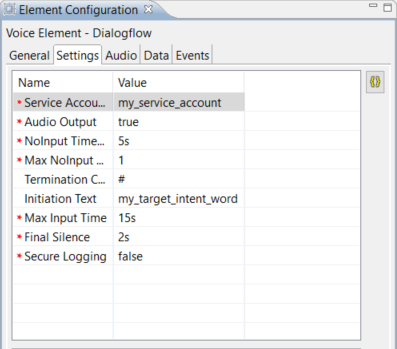 Element Configuration
Voice Element - Dialogflow
General Settings Audio Data Events
Name Value
* Service Accou... my_service_account
* Audio Output true
* NoInput Time... 5s
* Max NoInput ... 1
Termination C... #
Initiation Text my_target_intent_word
* Max Input Time 15s
* Final Silence 2s
* Secure Logging false